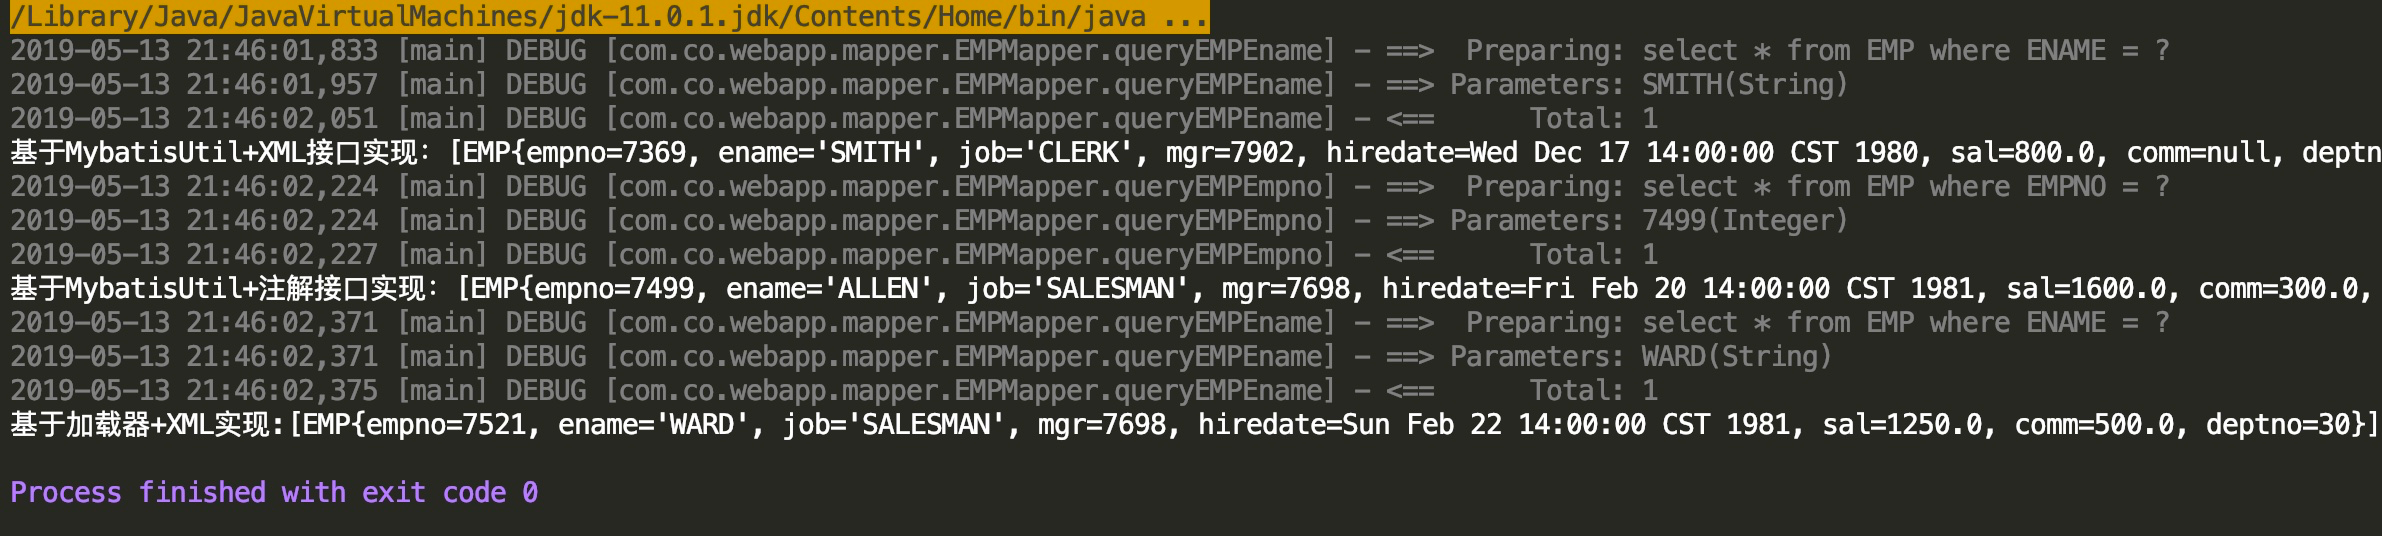 /Library/Java/JavaVirtualMachines/jdk-11.0.1.jdk/Contents/Home/bin/java ...
2019-05-13 21:46:01,833 [main] DEBUG [com.co.webapp.mapper.EMPMapper.queryEMPEname] - ==>  Preparing: select * from EMP where ENAME = ?
2019-05-13 21:46:01,957 [main] DEBUG [com.co.webapp.mapper.EMPMapper.queryEMPEname] - ==> Parameters: SMITH(String)
2019-05-13 21:46:02,051 [main] DEBUG [com.co.webapp.mapper.EMPMapper.queryEMPEname] - <==      Total: 1
基于MybatisUtil+XML接口实现：[EMP{empno=7369, ename='SMITH', job='CLERK', mgr=7902, hiredate=Wed Dec 17 14:00:00 CST 1980, sal=800.0, comm=null, deptn
2019-05-13 21:46:02,224 [main] DEBUG [com.co.webapp.mapper.EMPMapper.queryEMPEmpno] - ==>  Preparing: select * from EMP where EMPNO = ?
2019-05-13 21:46:02,224 [main] DEBUG [com.co.webapp.mapper.EMPMapper.queryEMPEmpno] - ==> Parameters: 7499(Integer)
2019-05-13 21:46:02,227 [main] DEBUG [com.co.webapp.mapper.EMPMapper.queryEMPEmpno] - <==      Total: 1
基于MybatisUtil+注解接口实现：[EMP{empno=7499, ename='ALLEN', job='SALESMAN', mgr=7698, hiredate=Fri Feb 20 14:00:00 CST 1981, sal=1600.0, comm=300.0,
2019-05-13 21:46:02,371 [main] DEBUG [com.co.webapp.mapper.EMPMapper.queryEMPEname] - ==>  Preparing: select * from EMP where ENAME = ?
2019-05-13 21:46:02,371 [main] DEBUG [com.co.webapp.mapper.EMPMapper.queryEMPEname] - ==> Parameters: WARD(String)
2019-05-13 21:46:02,375 [main] DEBUG [com.co.webapp.mapper.EMPMapper.queryEMPEname] - <==      Total: 1
基于加载器+XML实现:[EMP{empno=7521, ename='WARD', job='SALESMAN', mgr=7698, hiredate=Sun Feb 22 14:00:00 CST 1981, sal=1250.0, comm=500.0, deptno=30}]
Process finished with exit code 0